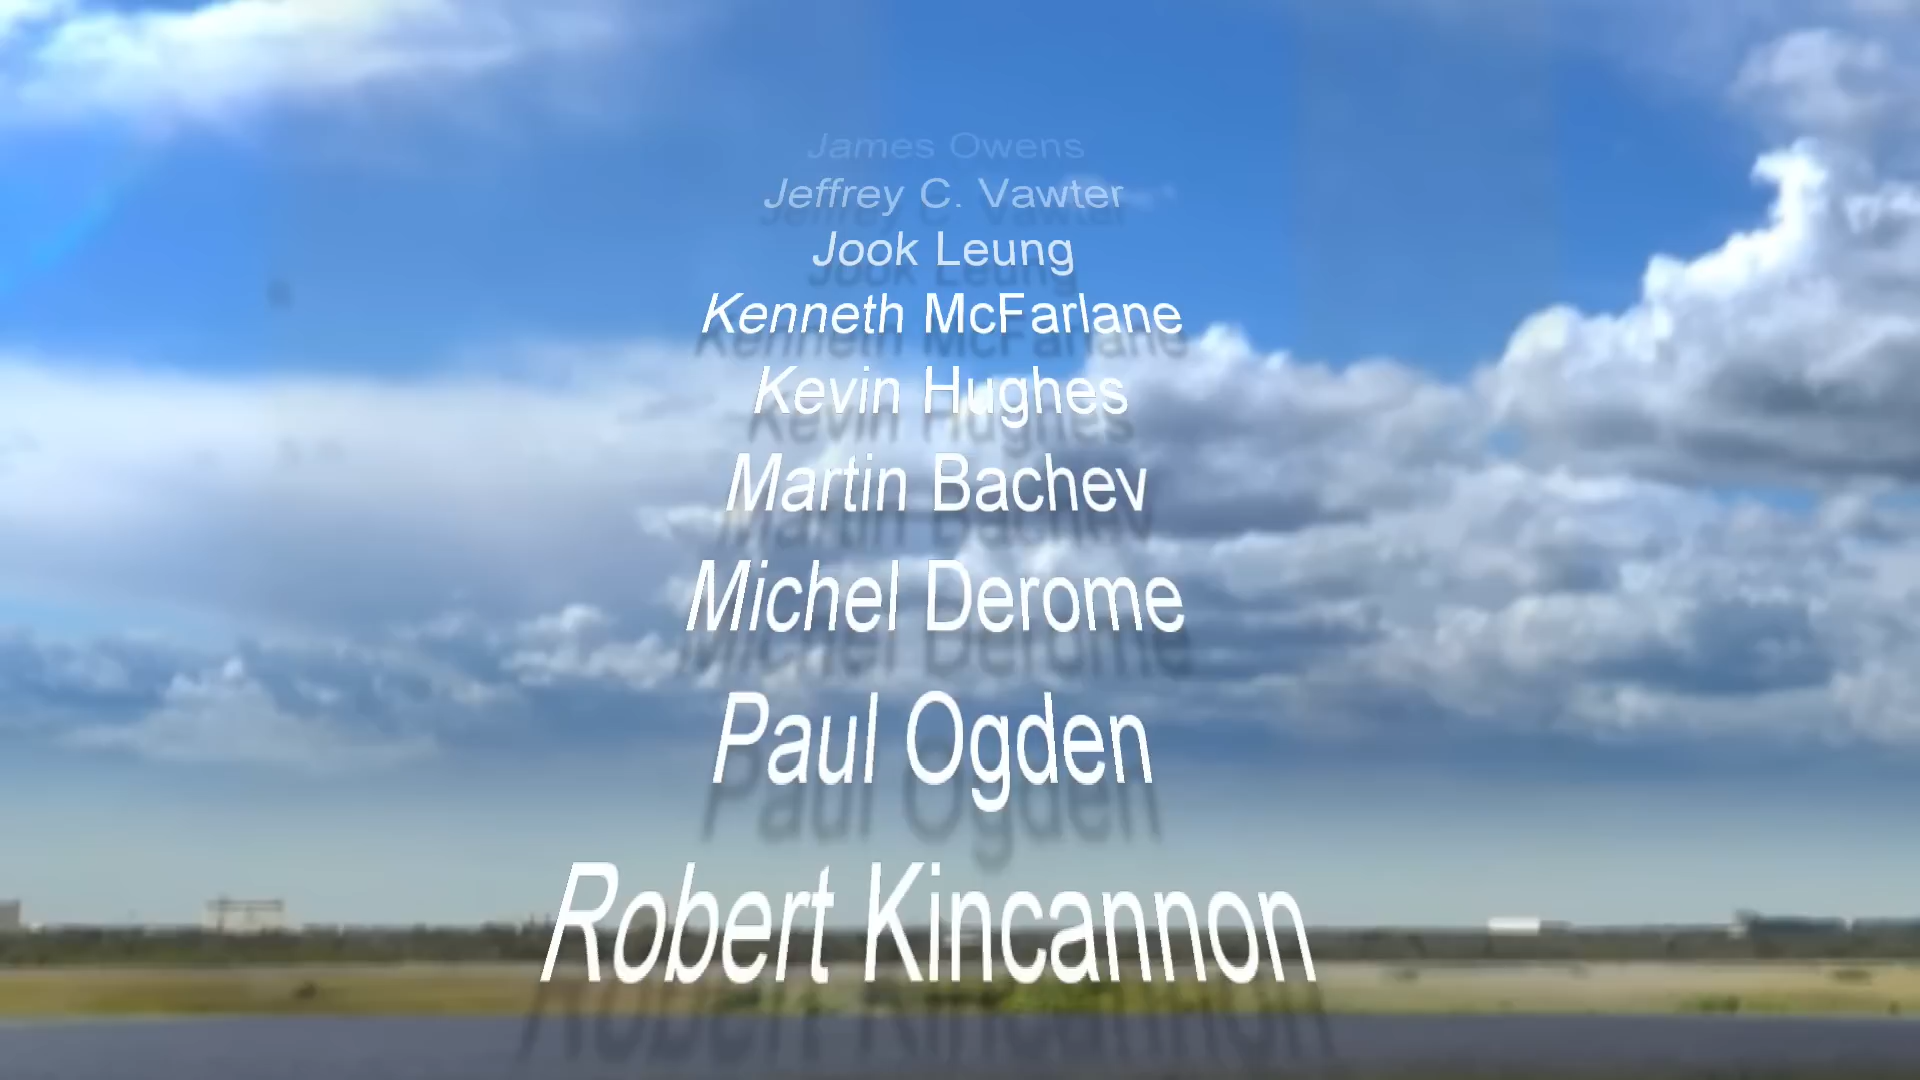 James Owens
Jeffrey C. Vawter
Jook Leung
Kenneth McFarlane
Kevin Hughes
Martin Bachev
Michel Derome
Paul Ogden
Robert Kincannon